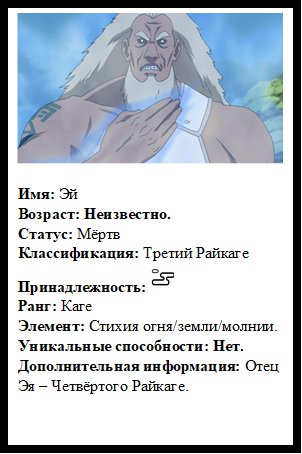 Имя: Эй
Возраст: Неизвестно.
Статус: Мёртв
Классификация: Третий Райкаге
Принадлежность:
Ранг: Каге
Элемент: Стихия огня/земли/молнии.
Уникальные способности: Нет.
Дополнительная информация: Отец
Эя – Четвёртого Райкаге.